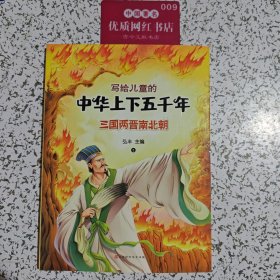 009
优质网红书店
写给儿童的
中华上下五千年
三国两晋南北朝
弘丰 主编